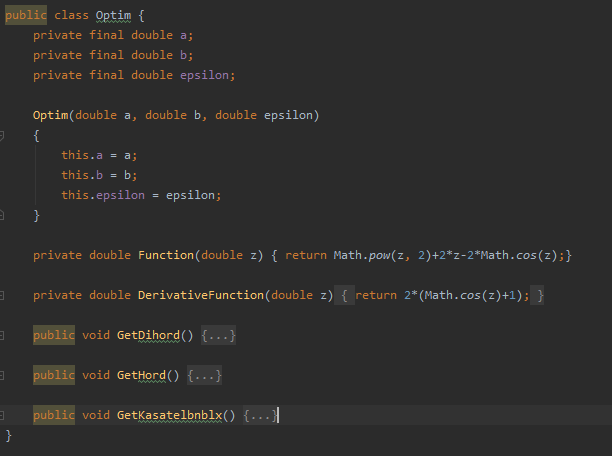 public class Optim {
private final double a;
private final double b;
private final double epsilon;
Optim(double a, double b, double epsilon)
{
this.a = a;
this.b = b;
this.epsilon = epsilon;
}
private double Function(double z) { return Math.pow(z, 2)+2*z-2*Math.cos(z);}
private double DerivativeFunction(double z) { return 2*(Math.cos(z)+1); }
public void GetDihord() {...}
public void GetHord() {...}
public void GetKasatelbnblx() {...}
}